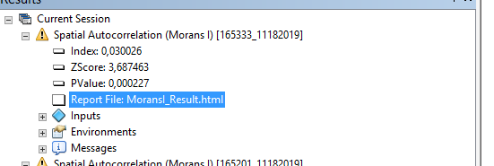 Results
Current Session
Spatial Autocorrelation (Morans I) [165333_11182019]
Index: 0,030026
ZScore: 3,687463
PValue: 0,000227
Report File: MoransI_Result.html
Inputs
Environments
Messages
Spatial Autocorrelation (Morans I) [165201_11182019]